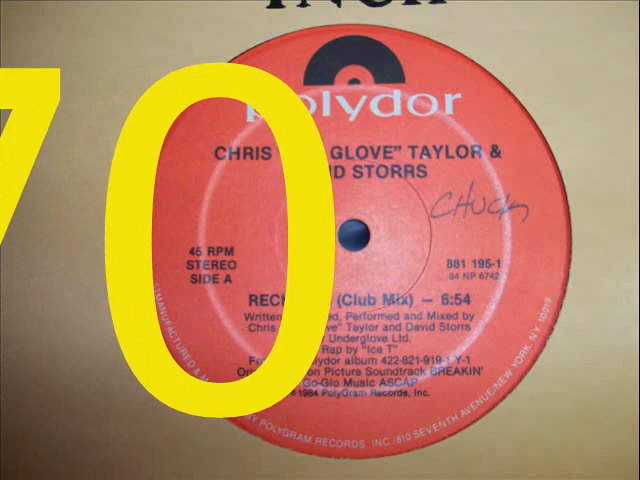 INCH
70
polydor
CHRIS GLOVE" TAYLOR &
STORRS
CHUCK
45 RPM
STEREO
SIDE A
881 195-1
84 NP 6742
(Club Mix) — 6:54
Written Performed and Mixed by
Chris Taylor and David Storrs
Underglove Ltd.
Rap by "Ice T"
album 422-821-919-1 Y-1
Picture Soundtrack BREAKIN'
Go-Glo Music ASCAP
1984 PolyGram Records, Inc.
BY POLYGRAM RECORDS, INC./810 SEVENTH AVENUE/NEW YORK, N.Y. 10019